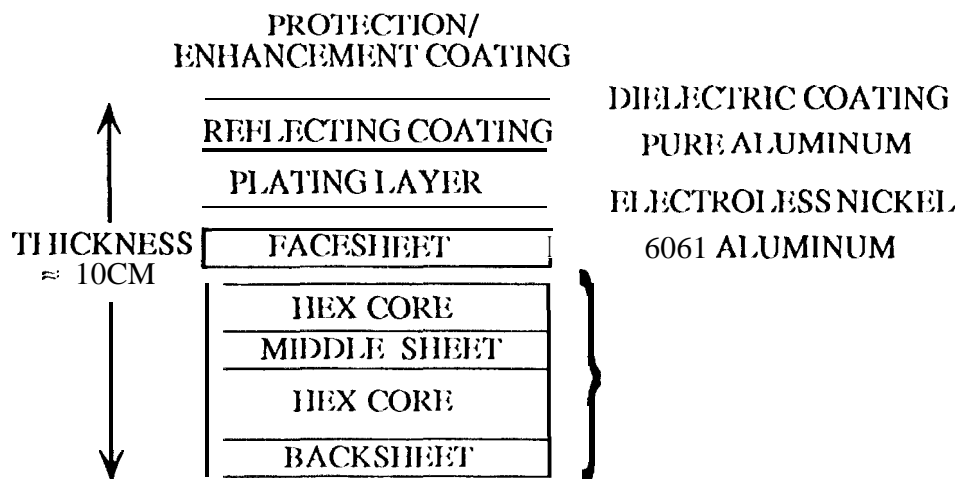 PROTECTION/
ENHANCEMENT COATING
DIELECTRIC COATING
REFLECTING COATING
PURE ALUMINUM
PLATING LAYER
ELECTROLESS NICKEL
THICKNESS
≈ 10CM
FACESHEET
6061 ALUMINUM
HEX CORE
MIDDLE SHEET
HEX CORE
BACKSHEET